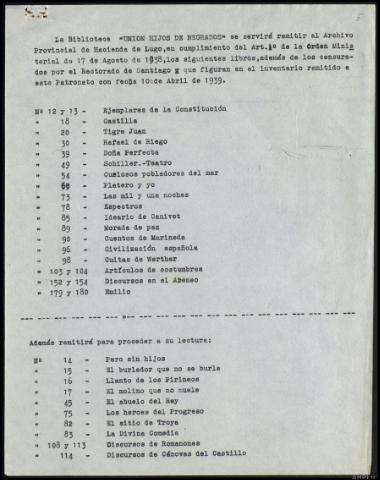 La Biblioteca "UNION HIJOS DE NEGRADOS" se servirá remitir al Archivo
Provincial de Hacienda de Lugo,en cumplimiento del Art.1º de la Orden Minis
terial du 17 de Agosto de 1938,los siguientes libros,además de los censura-
dos por el Rectorado de Santiago y que figuran en el inventario remitido a
este Patronato con fecha 10 de Abril de 1939.
Nº 12 y 13 - Ejemplares de la Constitución
" 18 - Castilla
" 20 - Tigre Juan
" 30 - Rafael de Riego
" 39 - Doña Perfecta
" 49 - Schiller.-Teatro
" 54 - Curiosos pobladores del mar
" - Platero y yo
" 73 - Las mil y una noches
" 78 - Espectros
" 85 - Ideario de Ganivet
" 89 - Morada de paz
" 90 - Cuentos de Marineda
" 96 - Civilización española
" 98 - Cuitas de Werther
" 103 y 104 - Artículos de costumbres
" 152 y 154 - Discursos en el Ateneo
" 179 y 180 - Emilio
Además remitirá para proceder a su lectura:
Nº 14 - Pero sin hijos
" 15 - El burlador que no se burla
" 16 - Llanto de los Pirineos
" 17 - El molino que no muele
" 45 - El abuelo del Rey
" 75 - Los heroes del Progreso
" 82 - El sitio de Troya
" 83 - La Divina Comedia
" 108 y 113 - Discursos de Romanones
" 114 - Discursos de Cánovas del Castillo